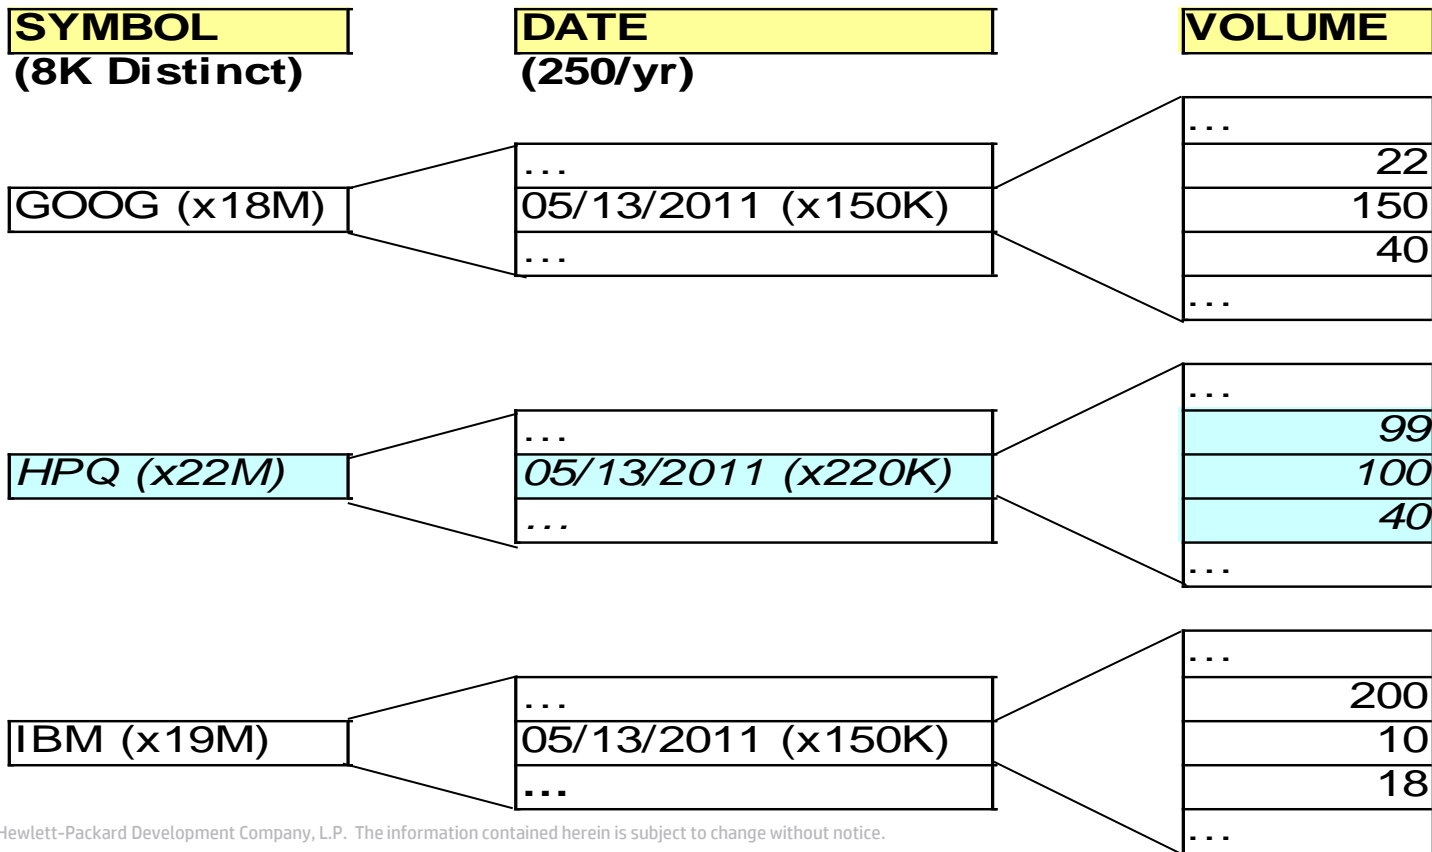 SYMBOL DATE VOLUME
(8K Distinct) (250/yr)
...
... 22
GOOG (x18M) 05/13/2011 (x150K) 150
... 40
...
...
... 99
HPQ (x22M) 05/13/2011 (x220K) 100
... 40
...
...
... 200
IBM (x19M) 05/13/2011 (x150K) 10
... 18
Hewlett-Packard Development Company, L.P. The information contained herein is subject to change without notice.
...